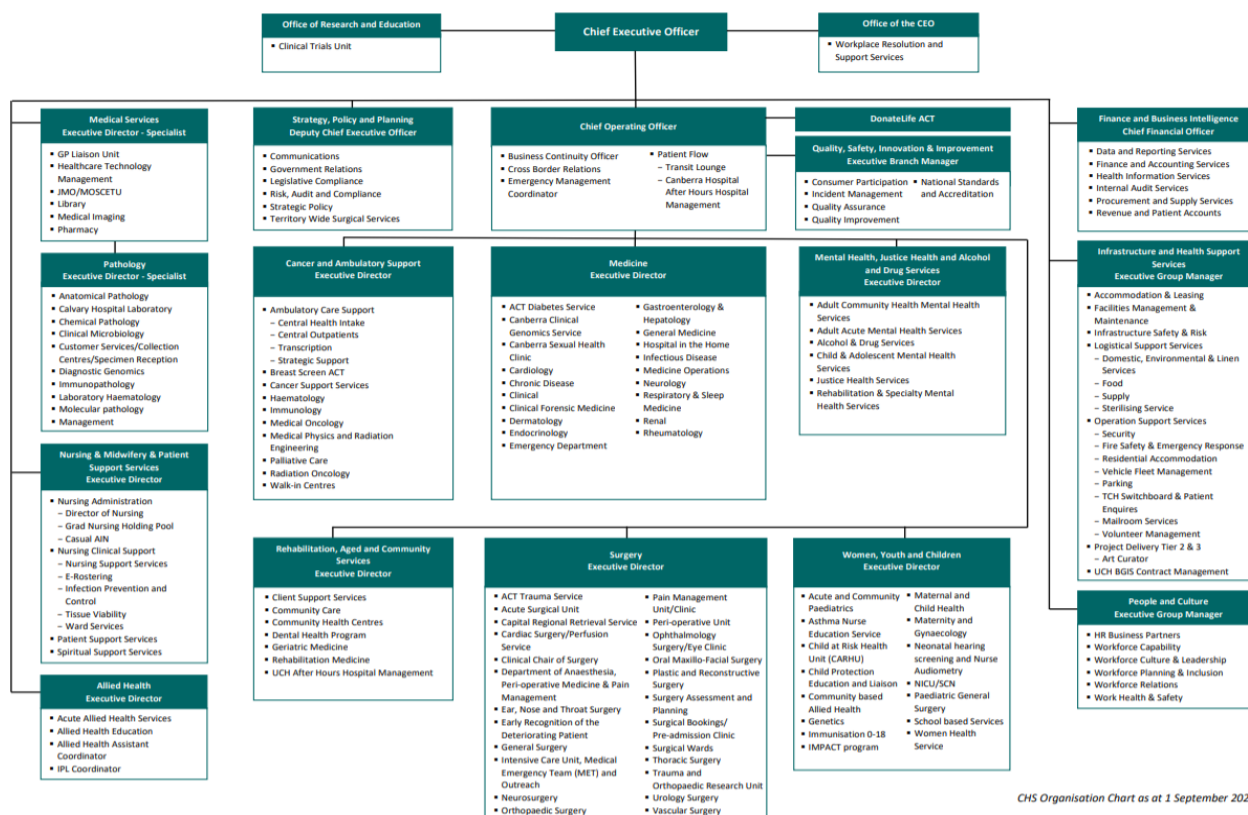 Office of Research and Education
▪ Clinical Trials Unit
Chief Executive Officer
Office of the CEO
▪ Workplace Resolution and
Support Services
Medical Services
Executive Director - Specialist
▪ GP Liaison Unit
▪ Healthcare Technology
Management
▪ JMO/MOSCETU
▪ Library
▪ Medical Imaging
▪ Pharmacy
Strategy, Policy and Planning
Deputy Chief Executive Officer
▪ Communications
▪ Government Relations
▪ Legislative Compliance
▪ Risk, Audit and Compliance
▪ Strategic Policy
▪ Territory Wide Surgical Services
Chief Operating Officer
▪ Business Continuity Officer
▪ Cross Border Relations
▪ Emergency Management
Coordinator
▪ Patient Flow
– Transit Lounge
– Canberra Hospital
After Hours Hospital
Management
DonateLife ACT
Quality, Safety, Innovation & Improvement
Executive Branch Manager
▪ Consumer Participation
▪ Incident Management
▪ Quality Assurance
▪ Quality Improvement
▪ National Standards
and Accreditation
Finance and Business Intelligence
Chief Financial Officer
▪ Data and Reporting Services
▪ Finance and Accounting Services
▪ Health Information Services
▪ Internal Audit Services
▪ Procurement and Supply Services
▪ Revenue and Patient Accounts
Pathology
Executive Director - Specialist
▪ Anatomical Pathology
▪ Calvary Hospital Laboratory
▪ Chemical Pathology
▪ Clinical Microbiology
▪ Customer Services/Collection
Centres/Specimen Reception
▪ Diagnostic Genomics
▪ Immunopathology
▪ Laboratory Haematology
▪ Molecular pathology
▪ Management
Cancer and Ambulatory Support
Executive Director
▪ Ambulatory Care Support
– Central Health Intake
– Central Outpatients
– Transcription
– Strategic Support
▪ Breast Screen ACT
▪ Cancer Support Services
▪ Haematology
▪ Immunology
▪ Medical Oncology
▪ Medical Physics and Radiation
Engineering
▪ Palliative Care
▪ Radiation Oncology
▪ Walk-in Centres
Medicine
Executive Director
▪ ACT Diabetes Service
▪ Canberra Clinical
Genomics Service
▪ Canberra Sexual Health
Clinic
▪ Cardiology
▪ Chronic Disease
▪ Clinical
▪ Clinical Forensic Medicine
▪ Dermatology
▪ Endocrinology
▪ Emergency Department
▪ Gastroenterology &
Hepatology
▪ General Medicine
▪ Hospital in the Home
▪ Infectious Disease
▪ Medicine Operations
▪ Neurology
▪ Respiratory & Sleep
Medicine
▪ Renal
▪ Rheumatology
Mental Health, Justice Health and Alcohol
and Drug Services
Executive Director
▪ Adult Community Health Mental Health
Services
▪ Adult Acute Mental Health Services
▪ Alcohol & Drug Services
▪ Child & Adolescent Mental Health
Services
▪ Justice Health Services
▪ Rehabilitation & Specialty Mental
Health Services
Infrastructure and Health Support
Services
Executive Group Manager
▪ Accommodation & Leasing
▪ Facilities Management &
Maintenance
▪ Infrastructure Safety & Risk
▪ Logistical Support Services
– Domestic, Environmental & Linen
Services
– Food
– Supply
– Sterilising Service
▪ Operation Support Services
– Security
– Fire Safety & Emergency Response
– Residential Accommodation
– Vehicle Fleet Management
– Parking
– TCH Switchboard & Patient
Enquires
– Mailroom Services
– Volunteer Management
▪ Project Delivery Tier 2 & 3
– Art Curator
▪ UCH BGIS Contract Management
Nursing & Midwifery & Patient
Support Services
Executive Director
▪ Nursing Administration
– Director of Nursing
– Grad Nursing Holding Pool
– Casual AIN
▪ Nursing Clinical Support
– Nursing Support Services
– E-Rostering
– Infection Prevention and
Control
– Tissue Viability
– Ward Services
▪ Patient Support Services
▪ Spiritual Support Services
Rehabilitation, Aged and Community
Services
Executive Director
▪ Client Support Services
▪ Community Care
▪ Community Health Centres
▪ Dental Health Program
▪ Geriatric Medicine
▪ Rehabilitation Medicine
▪ UCH After Hours Hospital Management
Surgery
Executive Director
▪ ACT Trauma Service
▪ Acute Surgical Unit
▪ Capital Regional Retrieval Service
▪ Cardiac Surgery/Perfusion
Service
▪ Clinical Chair of Surgery
▪ Department of Anaesthesia,
Peri-operative Medicine & Pain
Management
▪ Ear, Nose and Throat Surgery
▪ Early Recognition of the
Deteriorating Patient
▪ General Surgery
▪ Intensive Care Unit, Medical
Emergency Team (MET) and
Outreach
▪ Neurosurgery
▪ Orthopaedic Surgery
▪ Pain Management
Unit/Clinic
▪ Peri-operative Unit
▪ Ophthalmology
Surgery/Eye Clinic
▪ Oral Maxillo-Facial Surgery
▪ Plastic and Reconstructive
Surgery
▪ Surgery Assessment and
Planning
▪ Surgical Bookings/
Pre-admission Clinic
▪ Surgical Wards
▪ Thoracic Surgery
▪ Trauma and
Orthopaedic Research Unit
▪ Urology Surgery
▪ Vascular Surgery
Women, Youth and Children
Executive Director
▪ Acute and Community
Paediatrics
▪ Asthma Nurse
Education Service
▪ Child at Risk Health
Unit (CARHU)
▪ Child Protection
Education and Liaison
▪ Community based
Allied Health
▪ Genetics
▪ Immunisation 0-18
▪ IMPACT program
▪ Maternal and
Child Health
▪ Maternity and
Gynaecology
▪ Neonatal hearing
screening and Nurse
Audiometry
▪ NICU/SCN
▪ Paediatric General
Surgery
▪ School based Services
▪ Women Health
Service
People and Culture
Executive Group Manager
▪ HR Business Partners
▪ Workforce Capability
▪ Workforce Culture & Leadership
▪ Workforce Planning & Inclusion
▪ Workforce Relations
▪ Work Health & Safety
Allied Health
Executive Director
▪ Acute Allied Health Services
▪ Allied Health Education
▪ Allied Health Assistant
Coordinator
▪ IPL Coordinator
CHS Organisation Chart as at 1 September 202